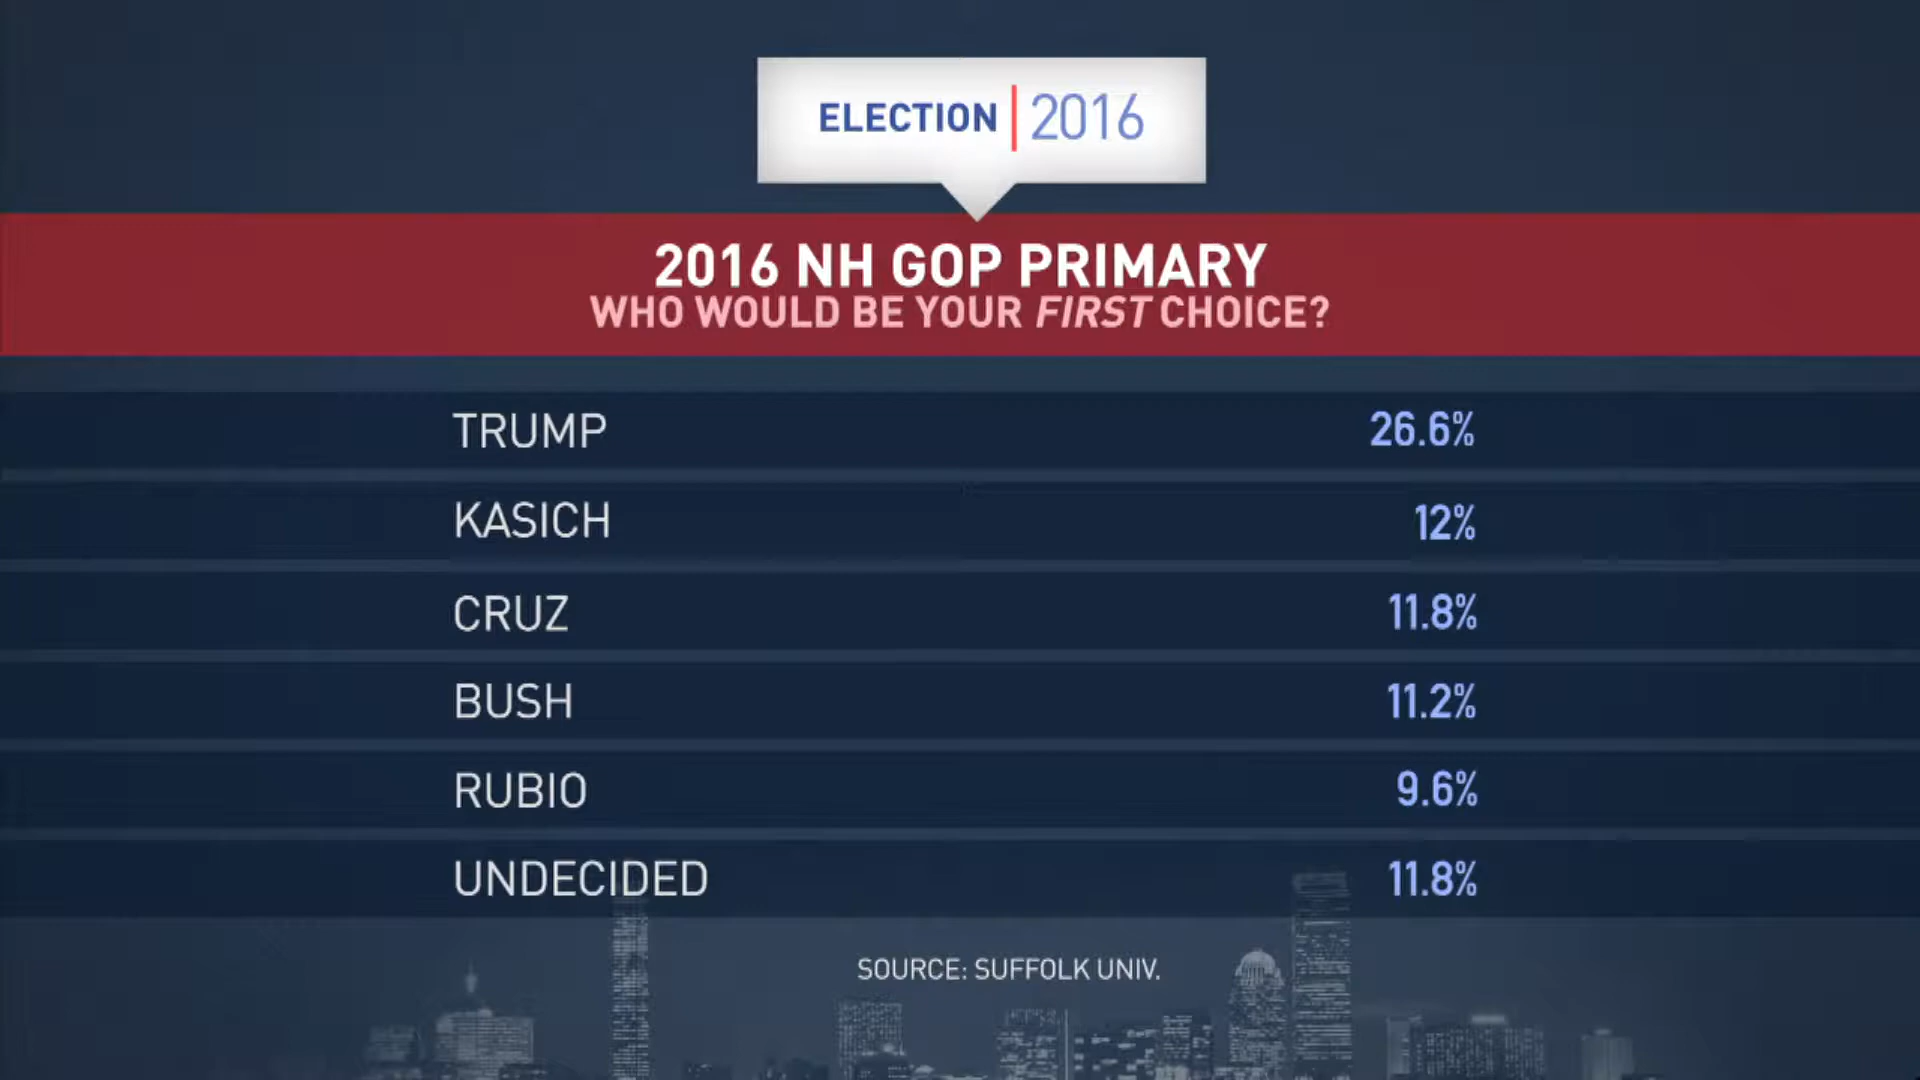 ELECTION 2016
2016 NH GOP PRIMARY
WHO WOULD BE YOUR FIRST CHOICE?
TRUMP 26.6%
KASICH 12%
CRUZ 11.8%
BUSH 11.2%
RUBIO 9.6%
UNDECIDED 11.8%
SOURCE: SUFFOLK UNIV.